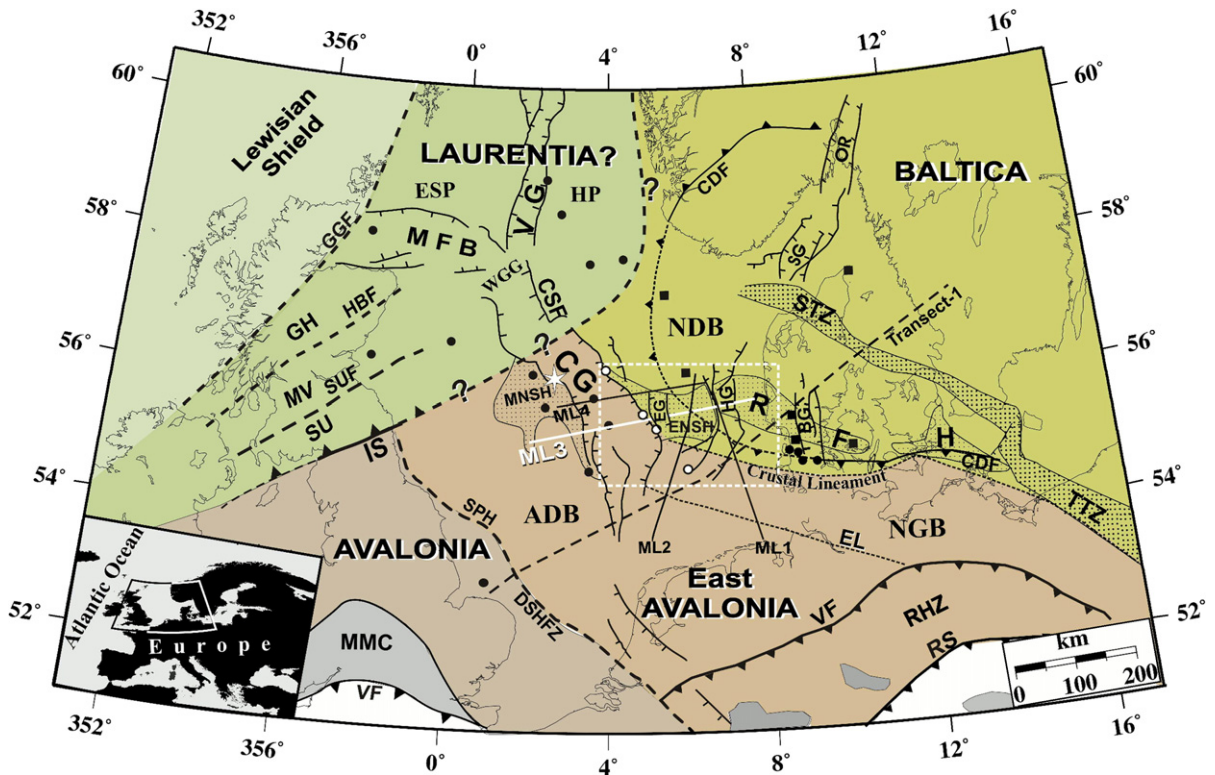 352°
356°
0°
4°
8°
12°
16°
60°
60°
Lewisian
Shield
LAURENTIA?
ESP
VG
HP
?
CDF
OR
BALTICA
58°
58°
GGF
MFB
WGG
CSF
SG
STZ
Transect-1
HBF
GH
NDB
56°
56°
MV
SUF
SU
?
?
CG
MNSH
ML4
ML3
EG
ENSH
HG
R
BG
F
H
CDF
IS
Crustal Lineament
TTZ
54°
54°
SPH
ADB
NGB
EL
AVALONIA
ML2
ML1
East
AVALONIA
DSHFZ
VF
RHZ
RS
52°
52°
Atlantic Ocean
Europe
MMC
VF
km
0 100 200
352°
356°
0°
4°
8°
12°
16°